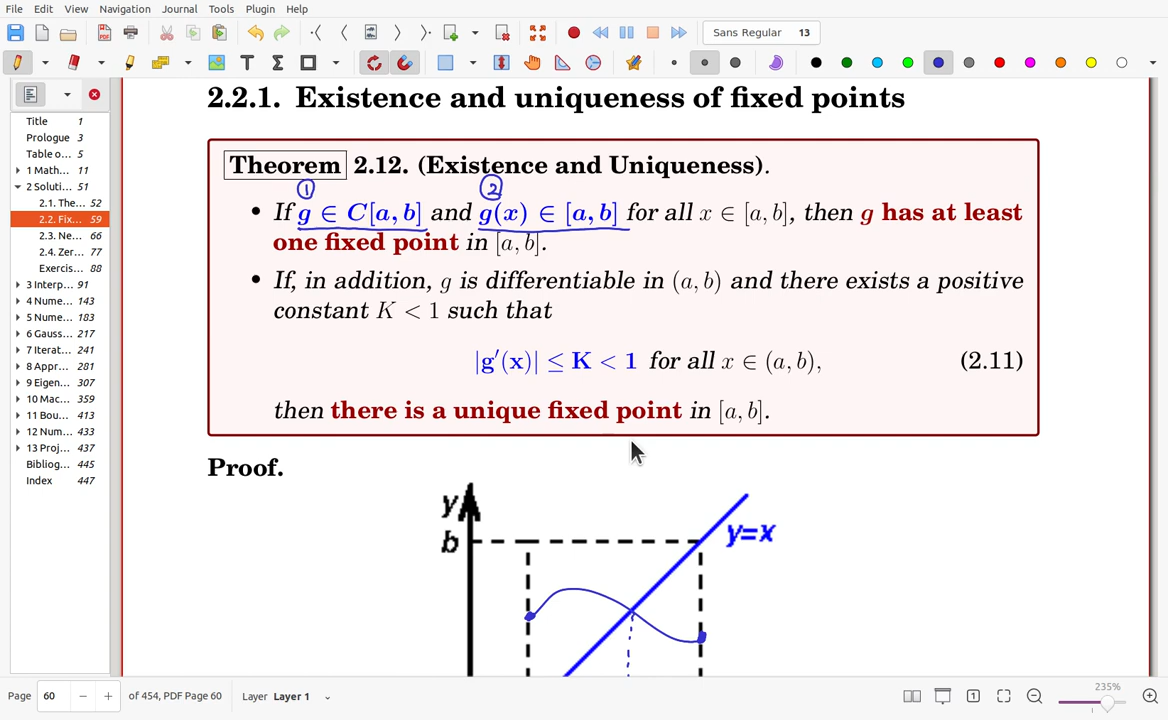 File Edit View Navigation Journal Tools Plugin Help
Sans Regular 13
Title 1
Prologue 3
Table o... 5
1 Math... 11
2 Soluti... 51
2.1. The... 52
2.2. Fix... 59
2.3. Ne... 66
2.4. Zer... 77
Exercis... 88
3 Interp... 91
4 Nume... 143
5 Nume... 183
6 Gauss... 217
7 Iterat... 241
8 Appr... 281
9 Eigen... 307
10 Mac... 359
11 Bou... 413
12 Num... 433
13 Proj... 437
Bibliog... 445
Index 447
2.2.1. Existence and uniqueness of fixed points
Theorem 2.12. (Existence and Uniqueness).
① ②
• If g ∈ C[a, b] and g(x) ∈ [a, b] for all x ∈ [a, b], then g has at least
one fixed point in [a, b].
• If, in addition, g is differentiable in (a, b) and there exists a positive
constant K < 1 such that
|g′(x)| ≤ K < 1 for all x ∈ (a, b), (2.11)
then there is a unique fixed point in [a, b].
Proof.
y
y=x
b
Page 60 of 454, PDF Page 60 Layer Layer 1 235%